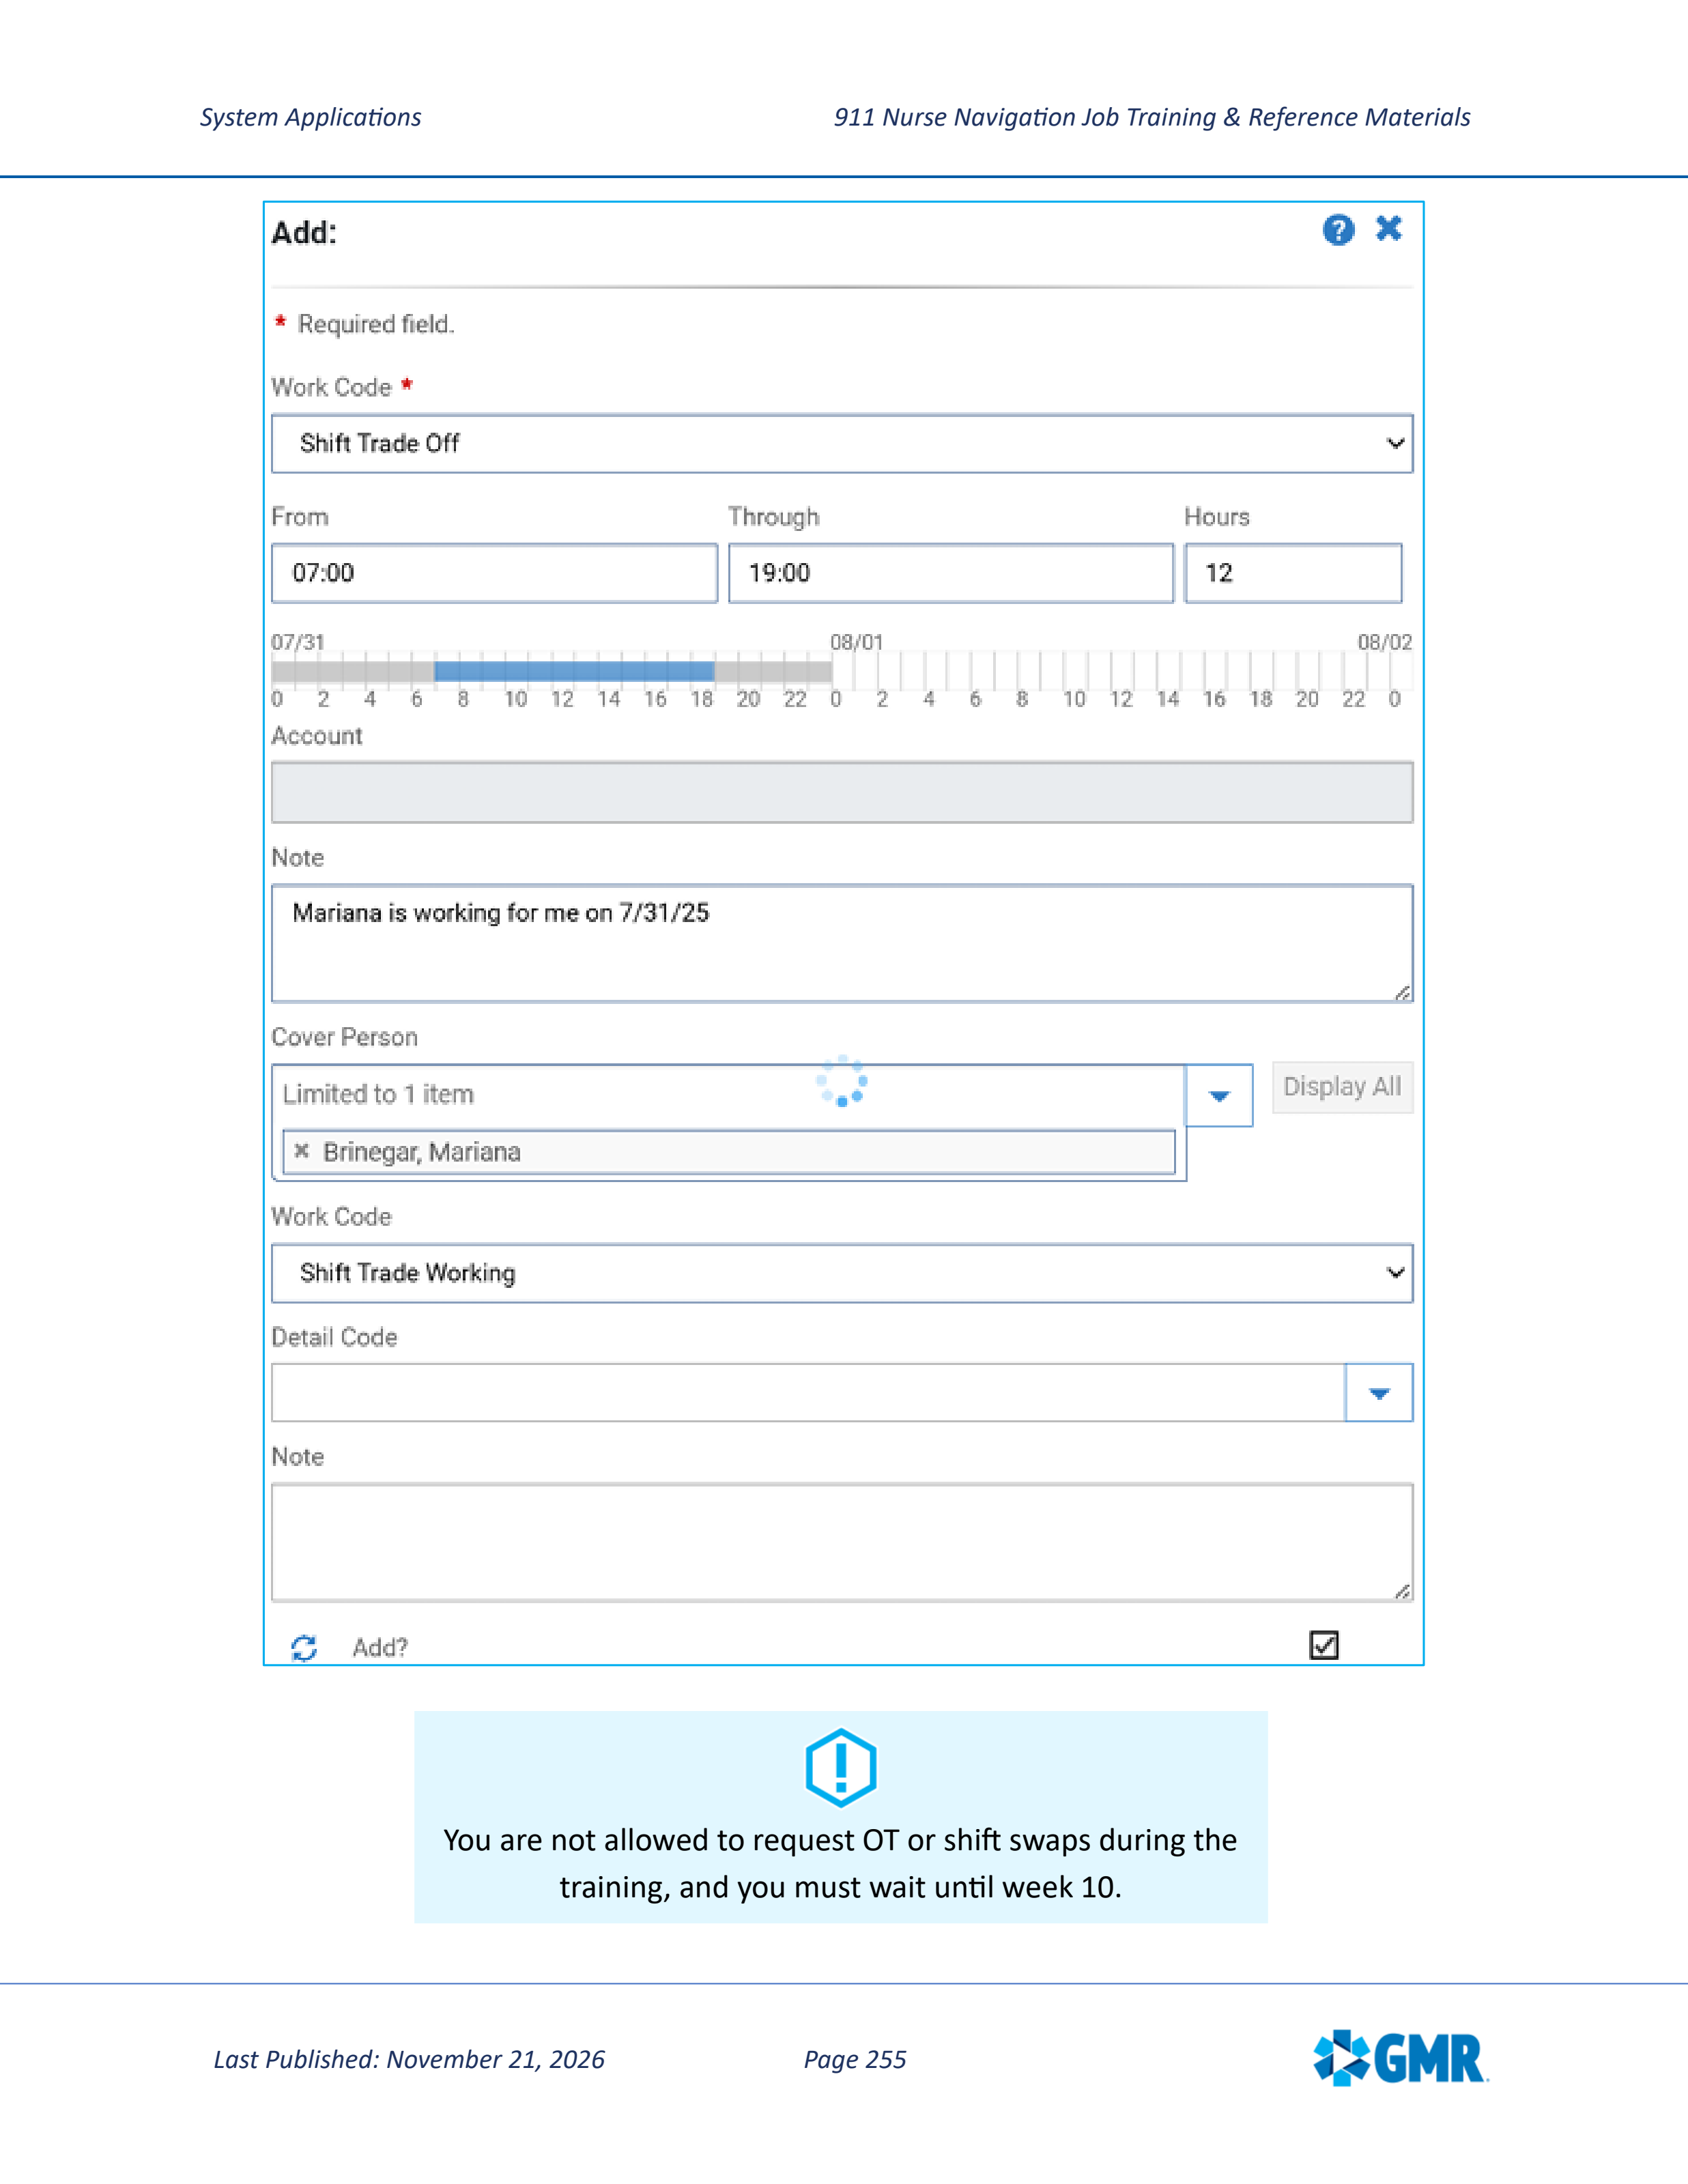 System Applications 911 Nurse Navigation Job Training & Reference Materials
Add:
* Required field.
Work Code *
Shift Trade Off
From Through Hours
07:00 19:00 12
07/31 08/01 08/02
0 2 4 6 8 10 12 14 16 18 20 22 0 2 4 6 8 10 12 14 16 18 20 22 0
Account
Note
Mariana is working for me on 7/31/25
Cover Person
Limited to 1 item Display All
Brinegar, Mariana
Work Code
Shift Trade Working
Detail Code
Note
Add?
You are not allowed to request OT or shift swaps during the
training, and you must wait until week 10.
Last Published: November 21, 2026 Page 255 GMR